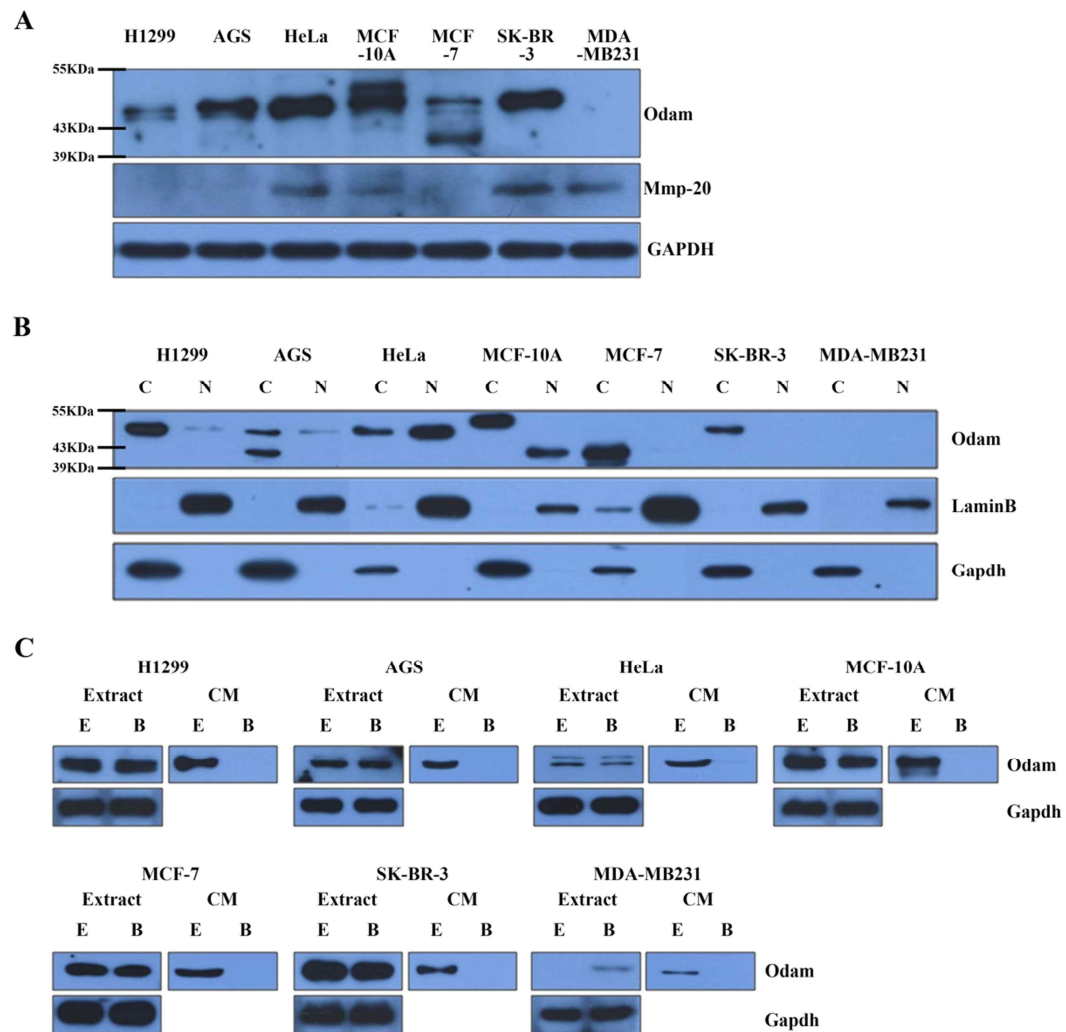 A
H1299 AGS HeLa MCF -10A MCF -7 SK-BR -3 MDA -MB231
55KDa
43KDa
39KDa
Odam
Mmp-20
GAPDH
B
H1299 AGS HeLa MCF-10A MCF-7 SK-BR-3 MDA-MB231
C N C N C N C N C N C N C N
55KDa
43KDa
39KDa
Odam
LaminB
Gapdh
C
H1299 AGS HeLa MCF-10A
Extract CM Extract CM Extract CM Extract CM
E B E B E B E B E B E B E B E B
Odam
Gapdh
MCF-7 SK-BR-3 MDA-MB231
Extract CM Extract CM Extract CM
E B E B E B E B E B E B
Odam
Gapdh